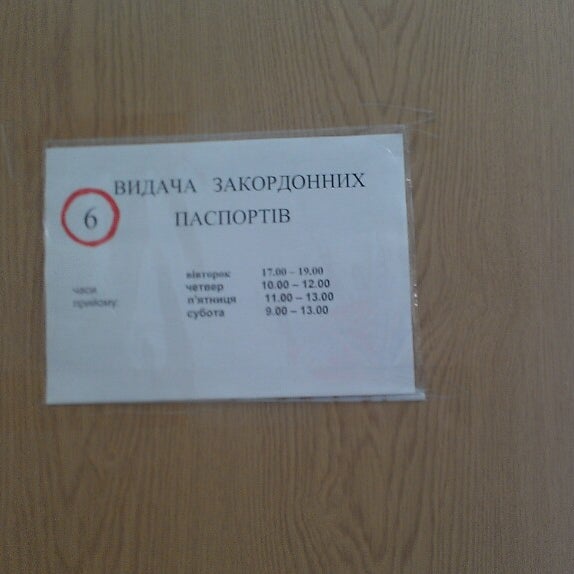 ВИДАЧА ЗАКОРДОННИХ
6 ПАСПОРТІВ
вівторок 17.00 – 19.00
часи четвер 10.00 – 12.00
прийому: п'ятниця 11.00 – 13.00
субота 9.00 – 13.00